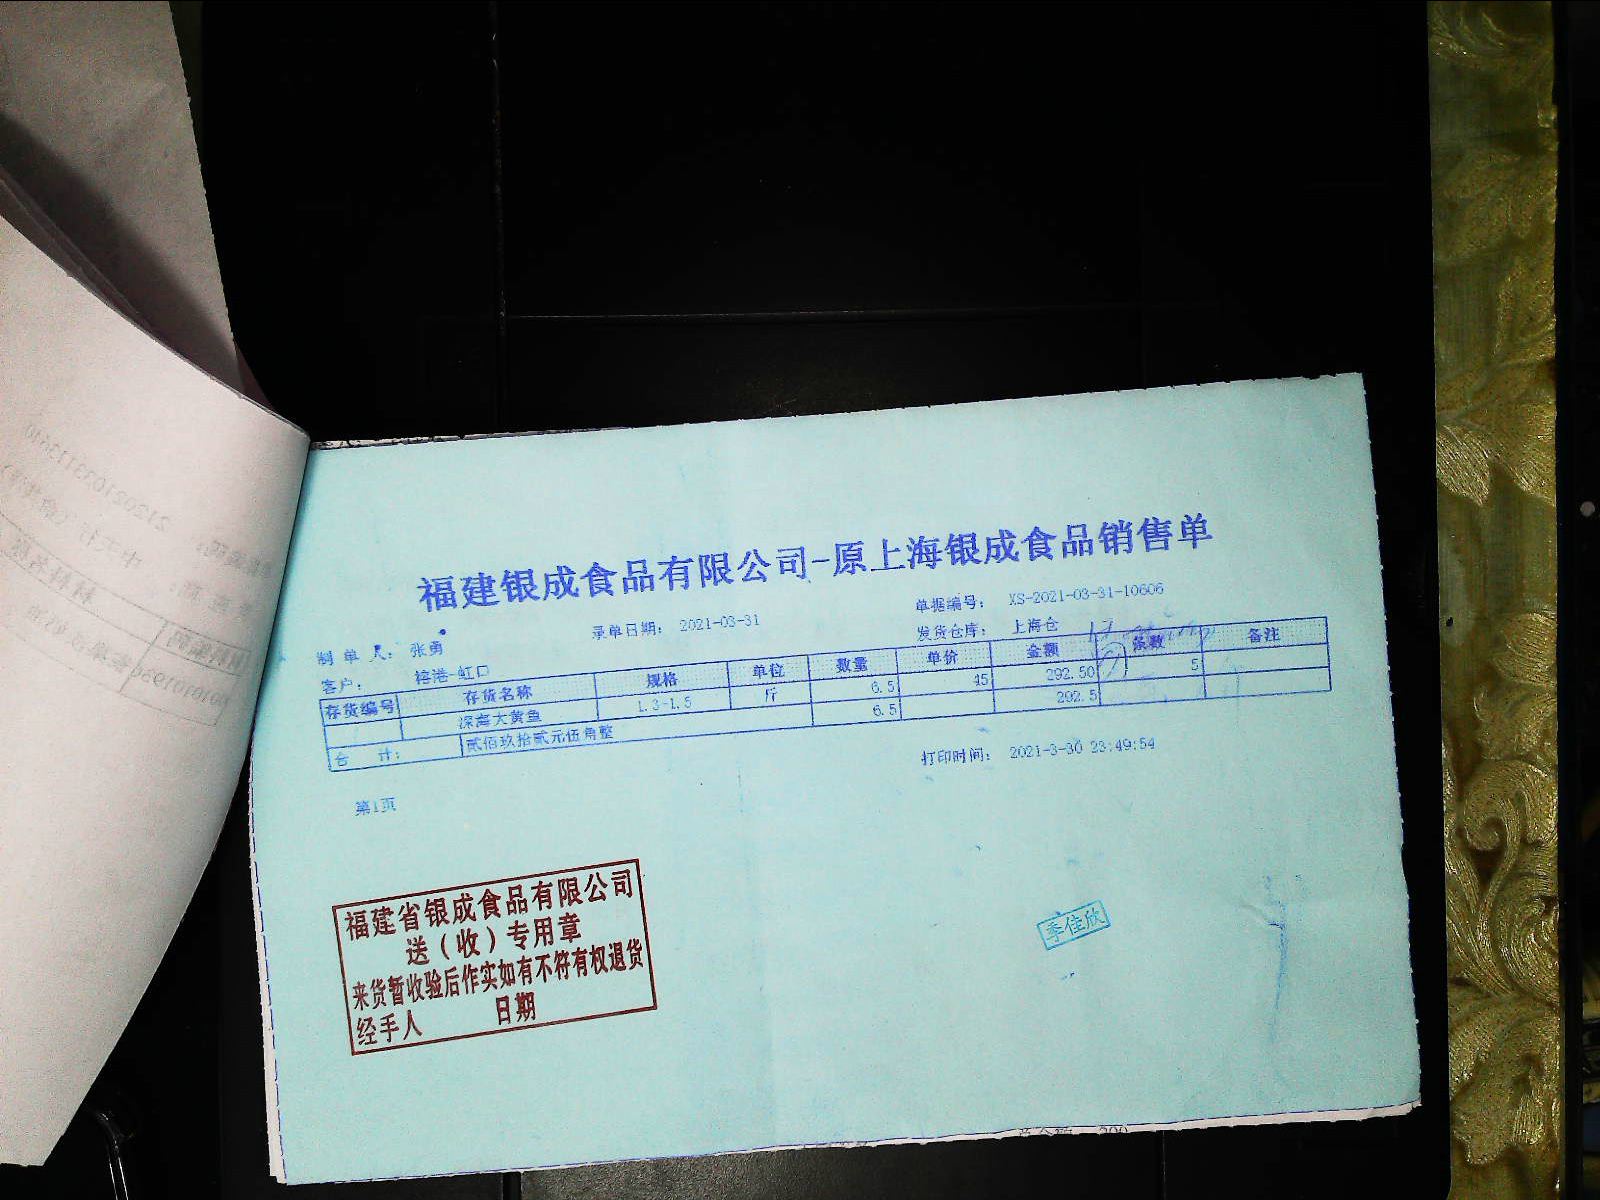 福建银成食品有限公司-原上海银成食品销售单
录单日期： 2021-03-31 单据编号： XS-2021-03-31-10606
制单 张勇 发货仓库： 上海仓
客户： 榕港-虹口
存货编号 存货名称 规格 单位 数量 单价 金额 条数 备注
深海大黄鱼 1.3-1.5 斤 6.5 45 292.50 5
合 计： 贰佰玖拾贰元伍角整 6.5 292.5
打印时间： 2021-3-30 23:49:54
第1页
福建省银成食品有限公司
送（收）专用章
来货暂收验后作实如有不符有权退货
经手人 日期
季佳欣